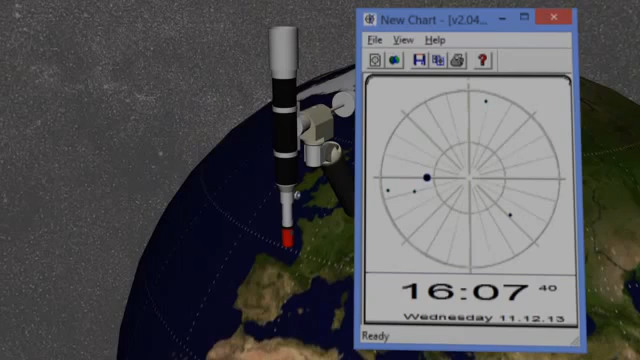 New Chart - [v2.04...
File View Help
16:07 40
Wednesday 11.12.13
Ready